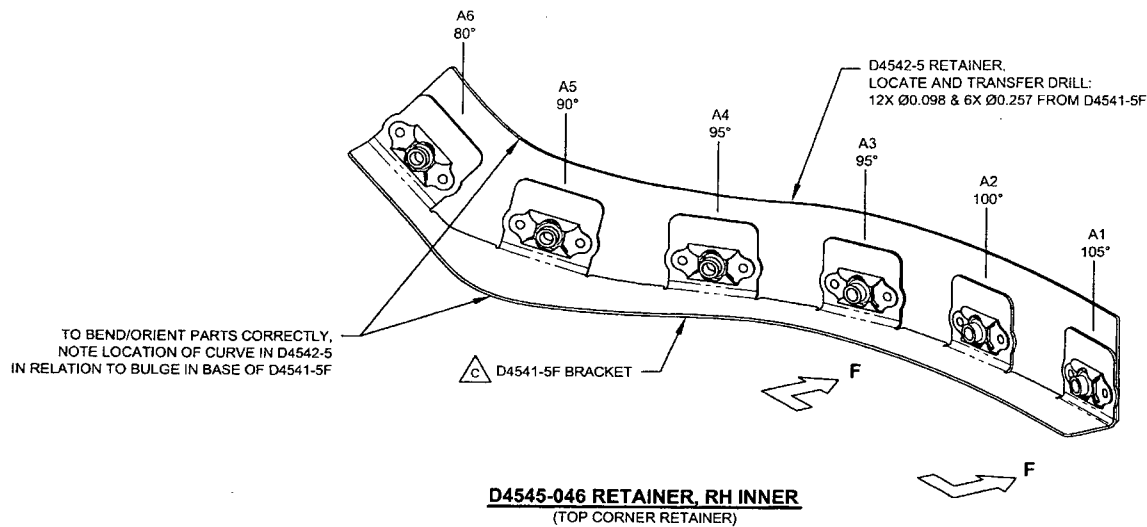 A6
80°
A5
90°
A4
95°
A3
95°
A2
100°
A1
105°
D4542-5 RETAINER,
LOCATE AND TRANSFER DRILL:
12X Ø0.098 & 6X Ø0.257 FROM D4541-5F
TO BEND/ORIENT PARTS CORRECTLY,
NOTE LOCATION OF CURVE IN D4542-5
IN RELATION TO BULGE IN BASE OF D4541-5F
C D4541-5F BRACKET
F
F
D4545-046 RETAINER, RH INNER
(TOP CORNER RETAINER)